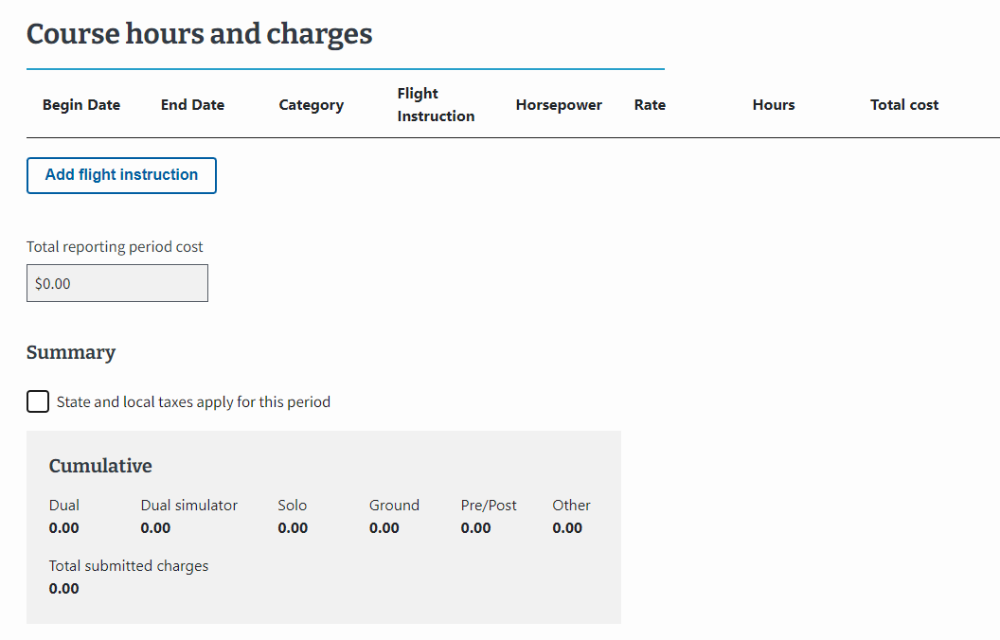 Course hours and charges
Begin Date End Date Category Flight Instruction Horsepower Rate Hours Total cost
Add flight instruction
Total reporting period cost
$0.00
Summary
State and local taxes apply for this period
Cumulative
Dual Dual simulator Solo Ground Pre/Post Other
0.00 0.00 0.00 0.00 0.00 0.00
Total submitted charges
0.00